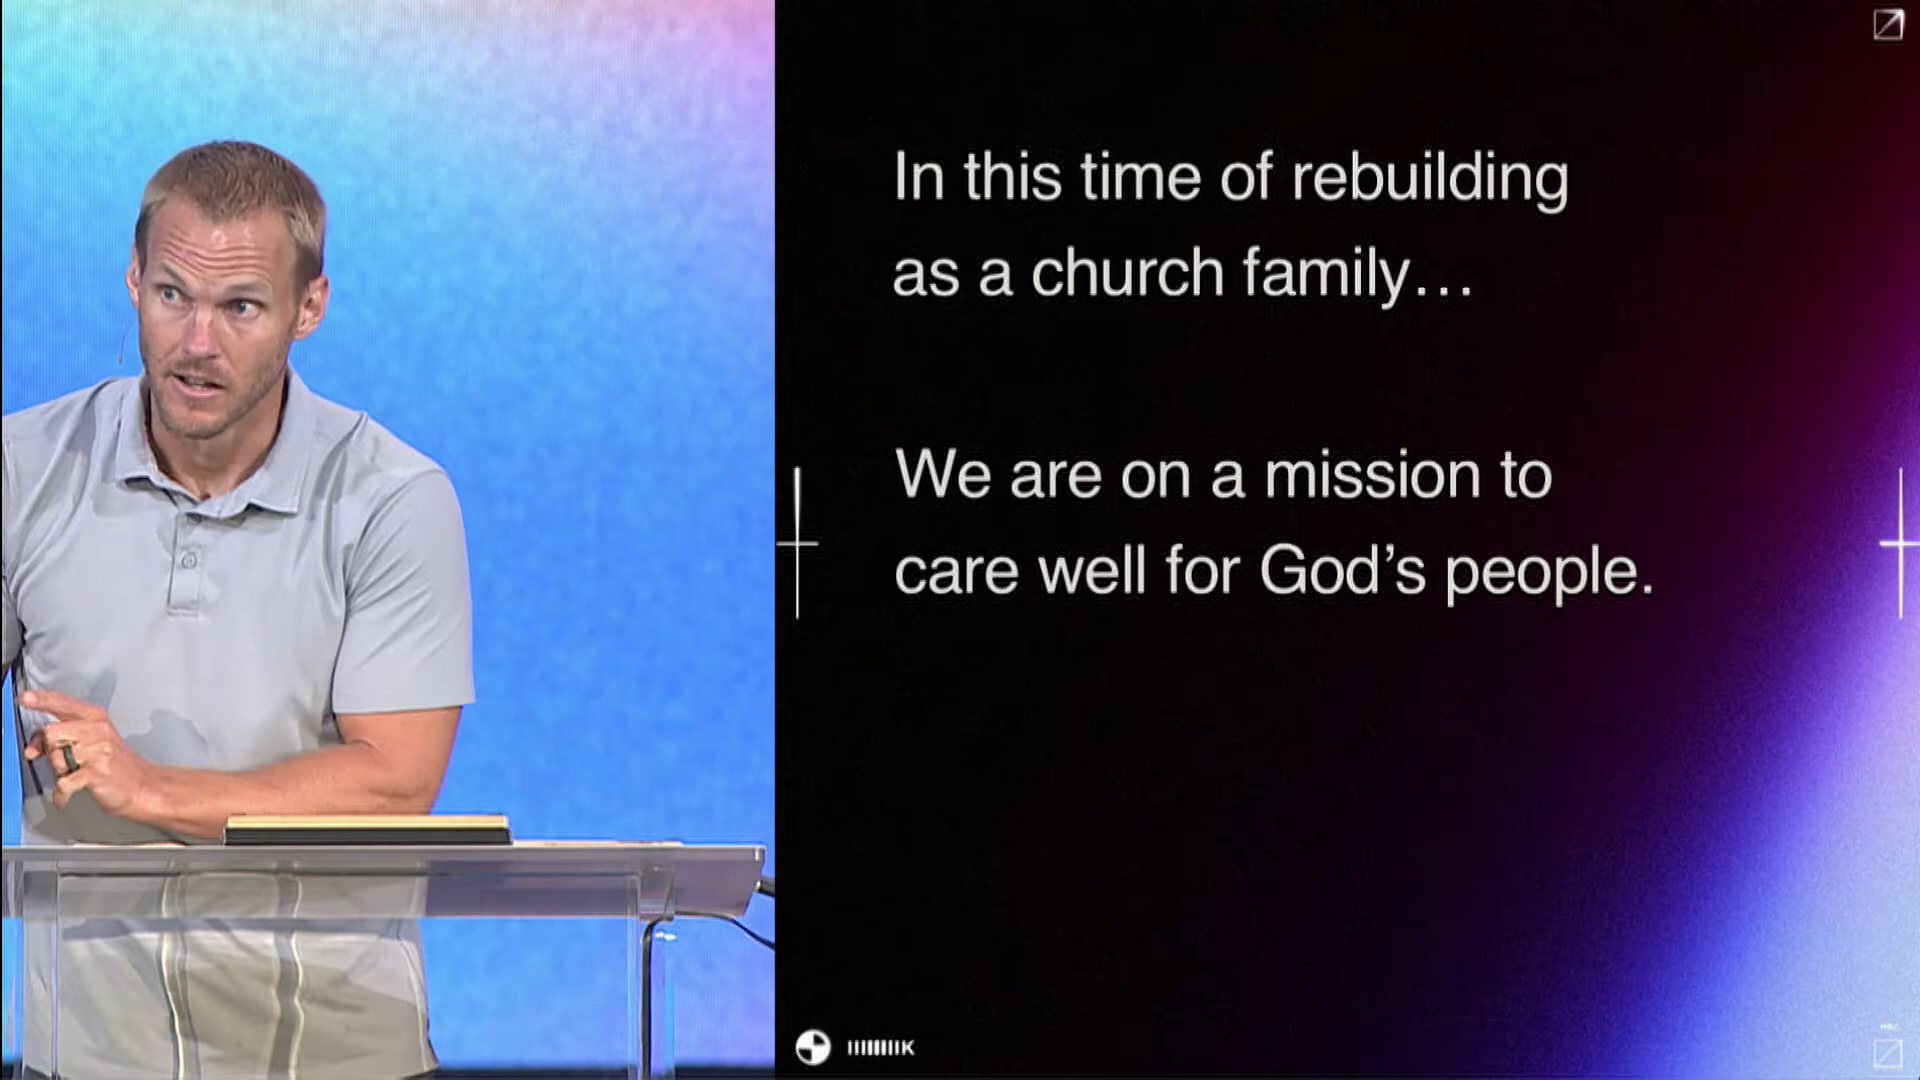 In this time of rebuilding
as a church family…
We are on a mission to
care well for God’s people.